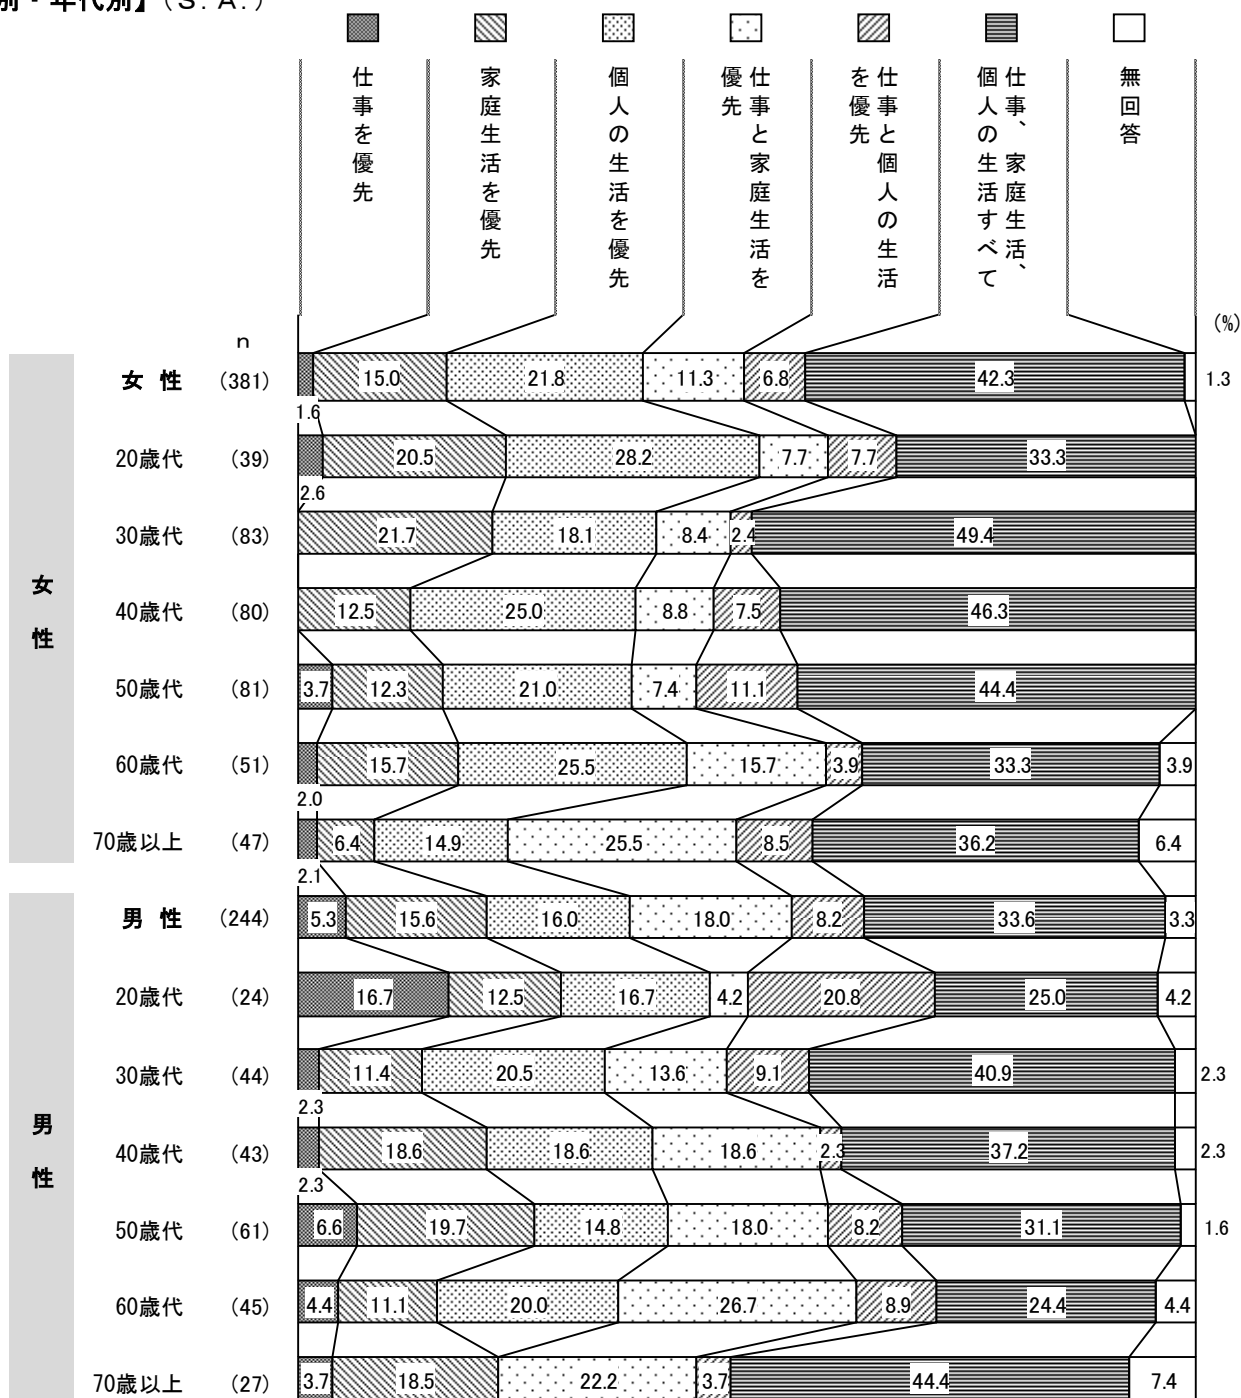 別・年代別】(S.A.)
仕事を優先
家庭生活を優先
個人の生活を優先
仕事と家庭生活を
優先
仕事と個人の生活
を優先
仕事、家庭生活、
個人の生活すべて
無回答
(%)
n
女性 (381) 1.6 15.0 21.8 11.3 6.8 42.3 1.3
20歳代 (39) 2.6 20.5 28.2 7.7 7.7 33.3
30歳代 (83) 21.7 18.1 8.4 2.4 49.4
40歳代 (80) 12.5 25.0 8.8 7.5 46.3
50歳代 (81) 3.7 12.3 21.0 7.4 11.1 44.4
60歳代 (51) 2.0 15.7 25.5 15.7 3.9 33.3 3.9
70歳以上 (47) 2.1 6.4 14.9 25.5 8.5 36.2 6.4
女性
男性 (244) 5.3 15.6 16.0 18.0 8.2 33.6 3.3
20歳代 (24) 16.7 12.5 16.7 4.2 20.8 25.0 4.2
30歳代 (44) 2.3 11.4 20.5 13.6 9.1 40.9 2.3
40歳代 (43) 2.3 18.6 18.6 18.6 2.3 37.2 2.3
50歳代 (61) 6.6 19.7 14.8 18.0 8.2 31.1 1.6
60歳代 (45) 4.4 11.1 20.0 26.7 8.9 24.4 4.4
70歳以上 (27) 3.7 18.5 22.2 3.7 44.4 7.4
男性